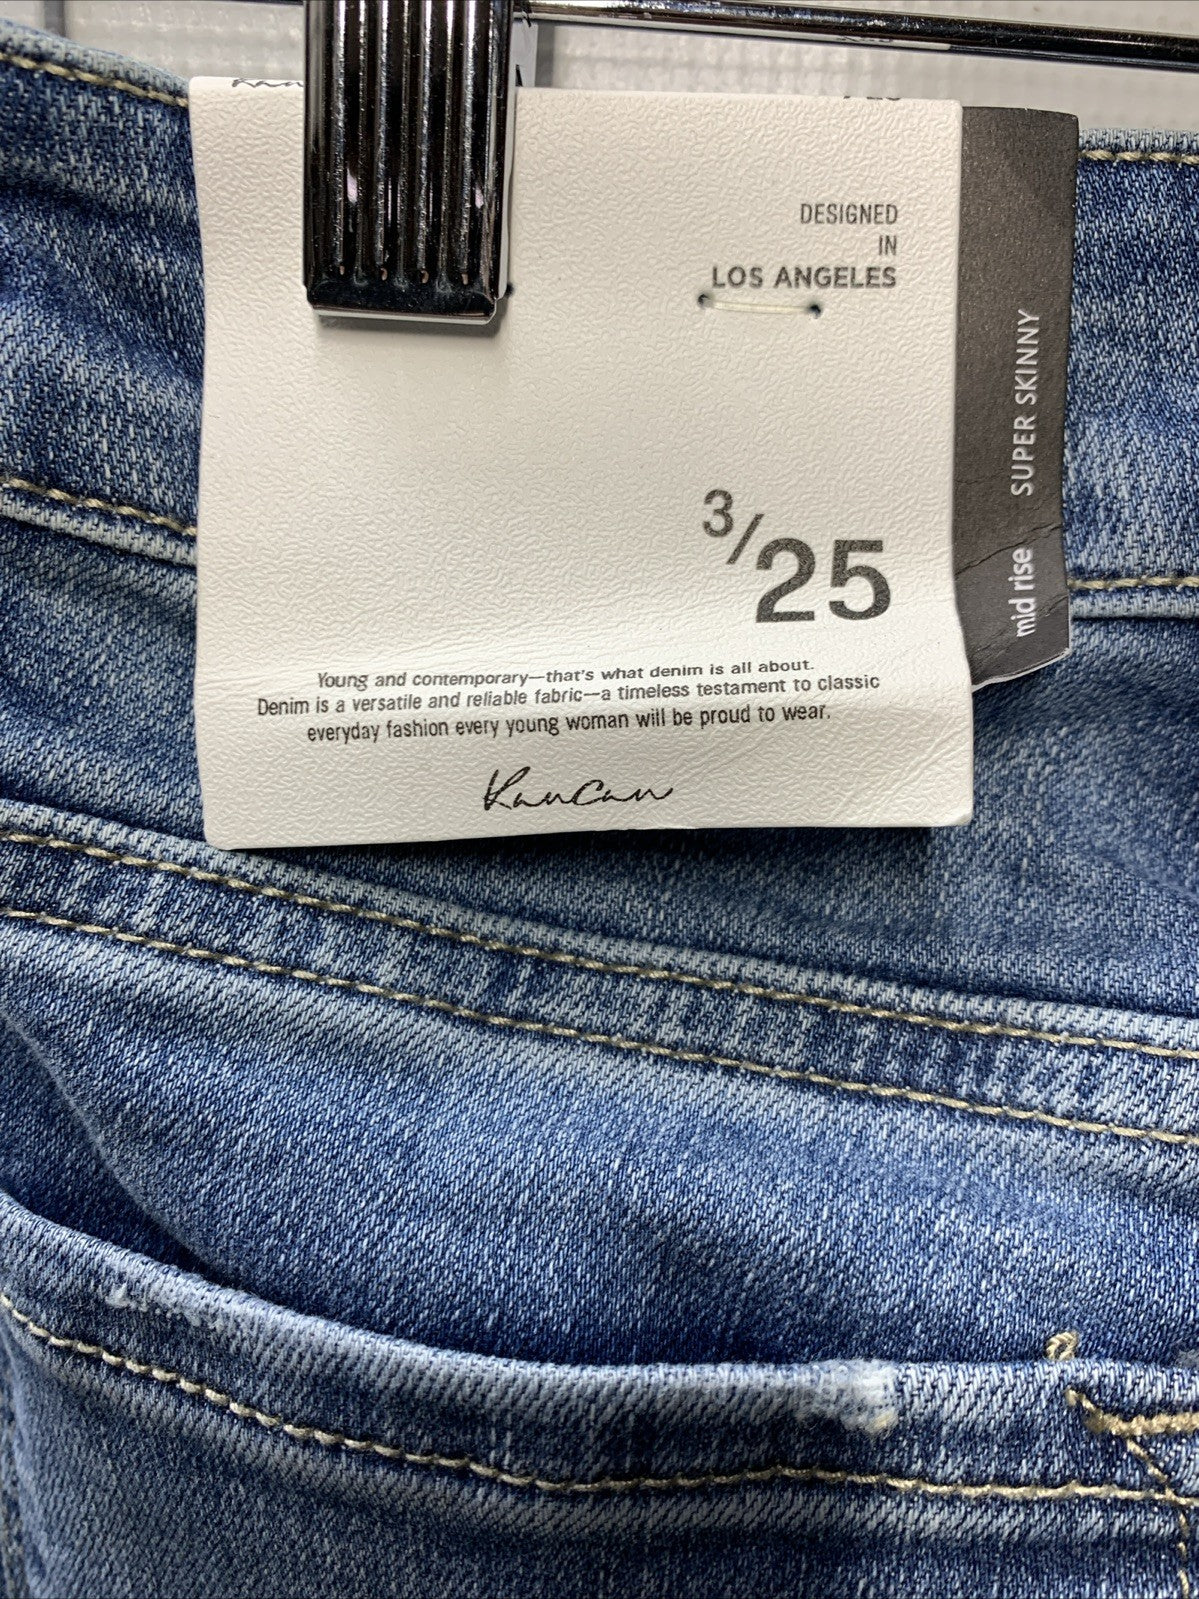 DESIGNED
IN
LOS ANGELES
SUPER SKINNY
mid rise
3/25
Young and contemporary—that's what denim is all about.
Denim is a versatile and reliable fabric—a timeless testament to classic
everyday fashion every young woman will be proud to wear.
KanCan